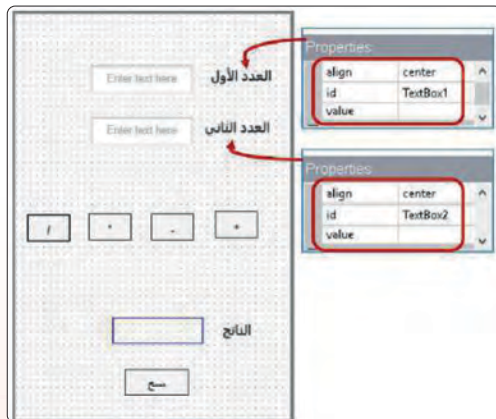 العدد الأول
Enter text here
العدد الثاني
Enter text here
+
-
*
/
الناتج
مسح
Properties
align center
id TextBox1
value
Properties
align center
id TextBox2
value